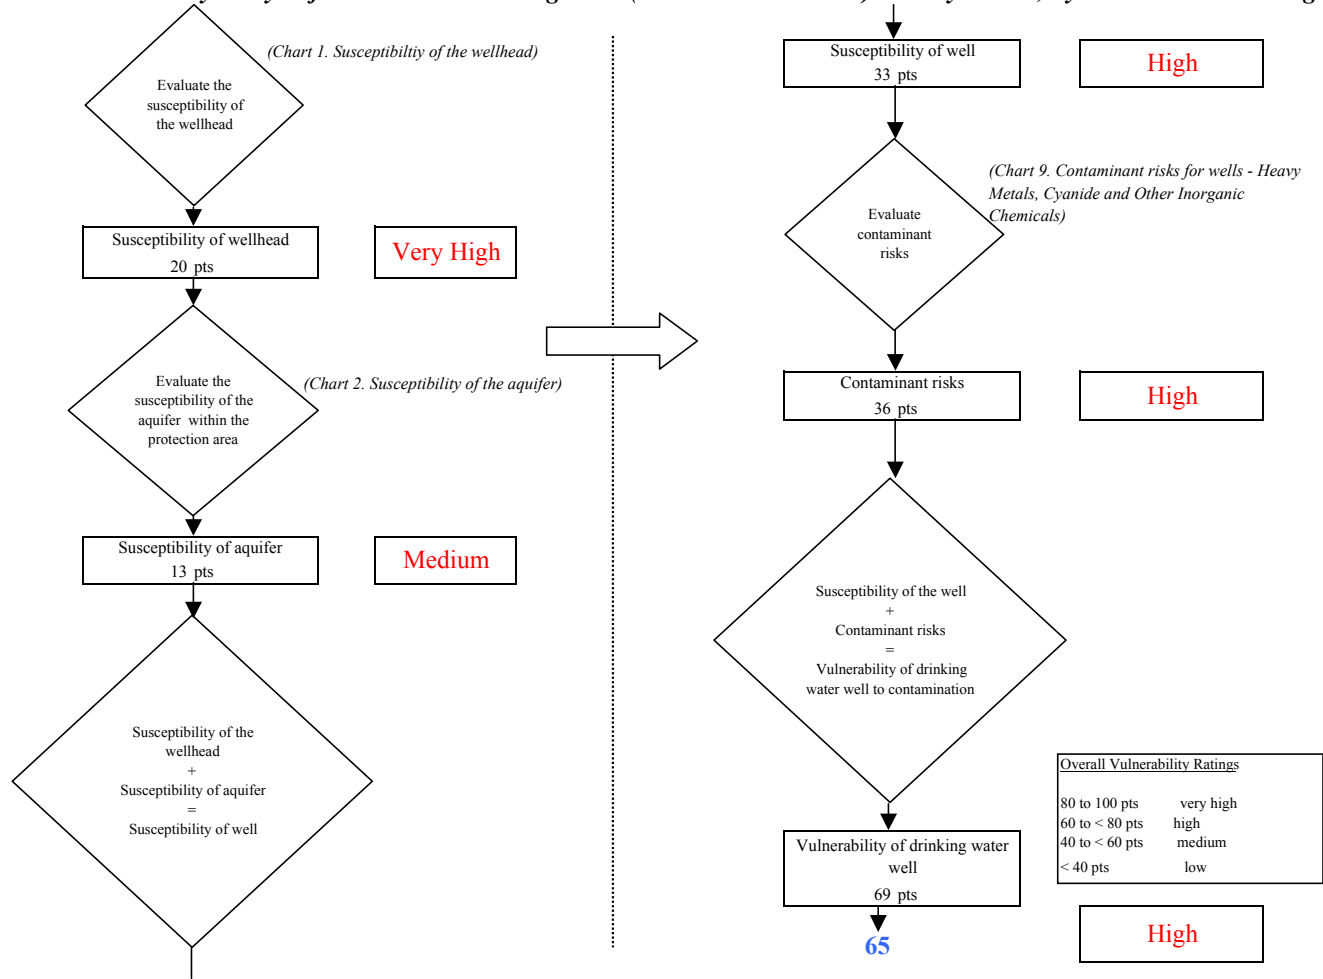 (Chart 1. Susceptibiltiy of the wellhead)
Evaluate the
susceptibility of
the wellhead
Susceptibility of wellhead
20 pts
Very High
(Chart 2. Susceptibility of the aquifer)
Evaluate the
susceptibility of the
aquifer within the
protection area
Susceptibility of aquifer
13 pts
Medium
Susceptibility of the
wellhead
+
Susceptibility of aquifer
=
Susceptibility of well
Susceptibility of well
33 pts
High
(Chart 9. Contaminant risks for wells - Heavy
Metals, Cyanide and Other Inorganic
Chemicals)
Evaluate
contaminant
risks
Contaminant risks
36 pts
High
Susceptibility of the well
+
Contaminant risks
=
Vulnerability of drinking
water well to contamination
Overall Vulnerability Ratings
80 to 100 pts very high
60 to < 80 pts high
40 to < 60 pts medium
< 40 pts low
Vulnerability of drinking water
well
69 pts
65
High